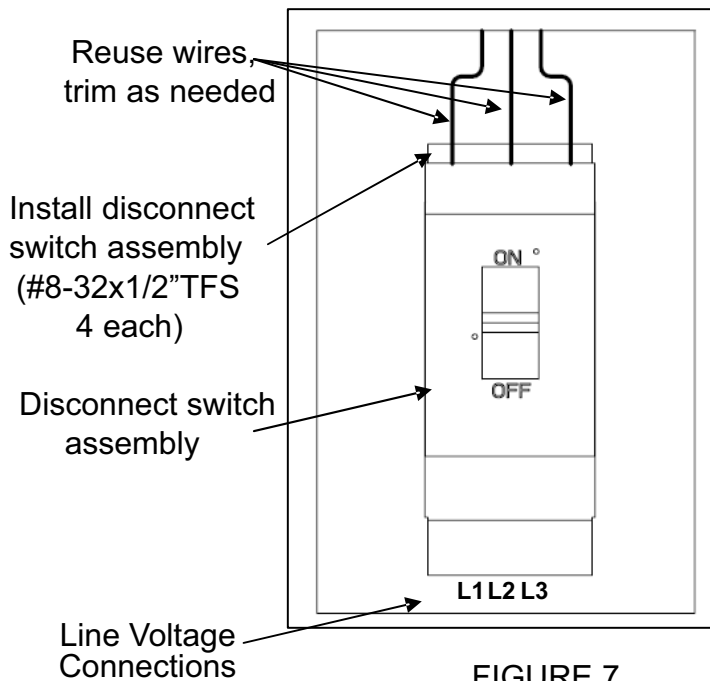 Reuse wires,
trim as needed
Install disconnect
switch assembly
(#8-32x1/2”TFS
4 each)
ON
OFF
Disconnect switch
assembly
L1 L2 L3
Line Voltage
Connections
FIGURE 7